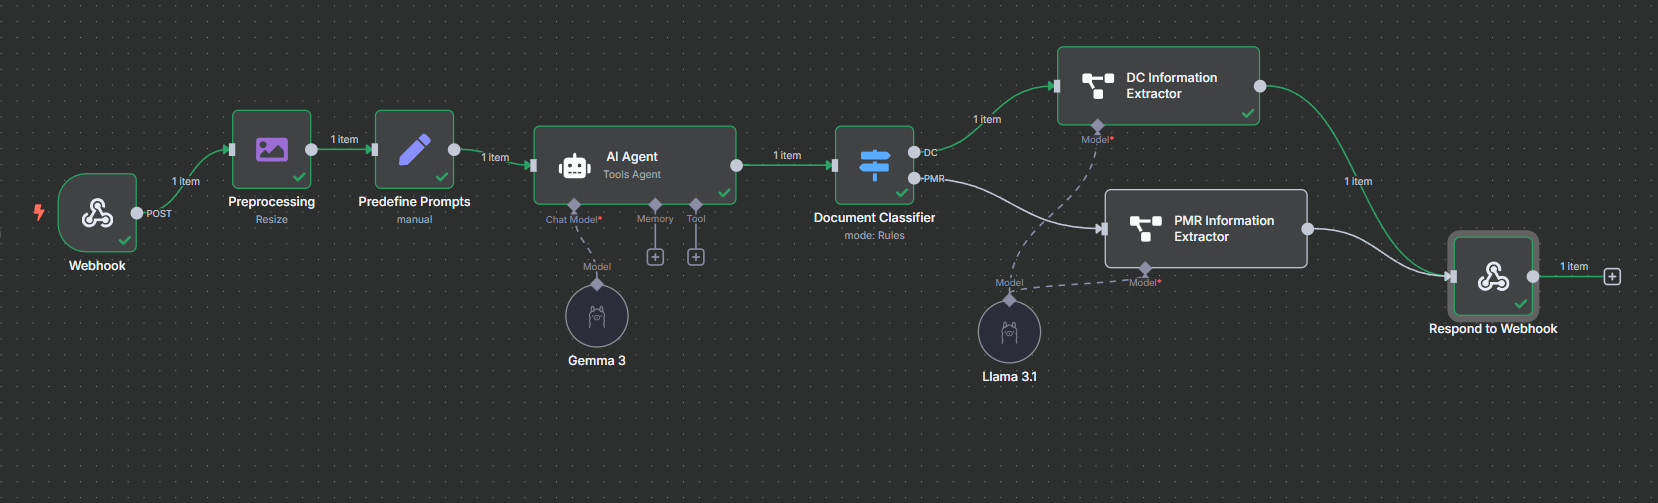 Webhook
POST
1 item
Preprocessing
Resize
1 item
Predefine Prompts
manual
1 item
AI Agent
Tools Agent
Chat Model*
Memory
Tool
Model
Gemma 3
1 item
Document Classifier
mode: Rules
DC
PMR
1 item
DC Information
Extractor
Model*
PMR Information
Extractor
Model*
Model
Llama 3.1
1 item
Respond to Webhook
1 item